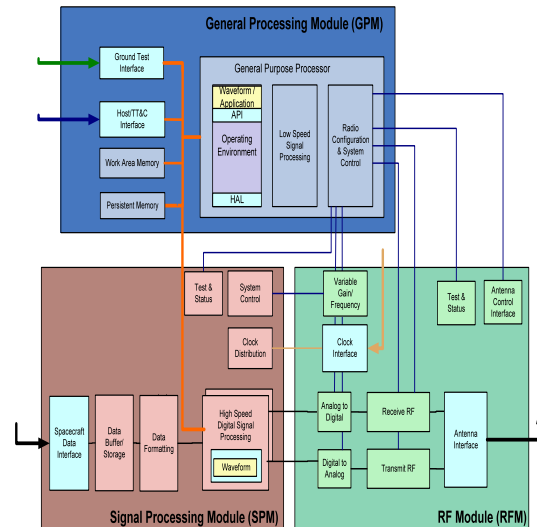 General Processing Module (GPM)
Ground Test
Interface
Host/TT&C
Interface
Work Area Memory
Persistent Memory
General Purpose Processor
Waveform /
Application
API
Operating
Environment
HAL
Low Speed
Signal
Processing
Radio
Configuration
& System
Control
Test &
Status
System
Control
Variable
Gain/
Frequency
Test &
Status
Antenna
Control
Interface
Clock
Distribution
Clock
Interface
Spacecraft
Data
Interface
Data
Buffer/
Storage
Data
Formatting
High Speed
Digital Signal
Processing
Waveform
Analog to
Digital
Receive RF
Digital to
Analog
Transmit RF
Antenna
Interface
Signal Processing Module (SPM)
RF Module (RFM)